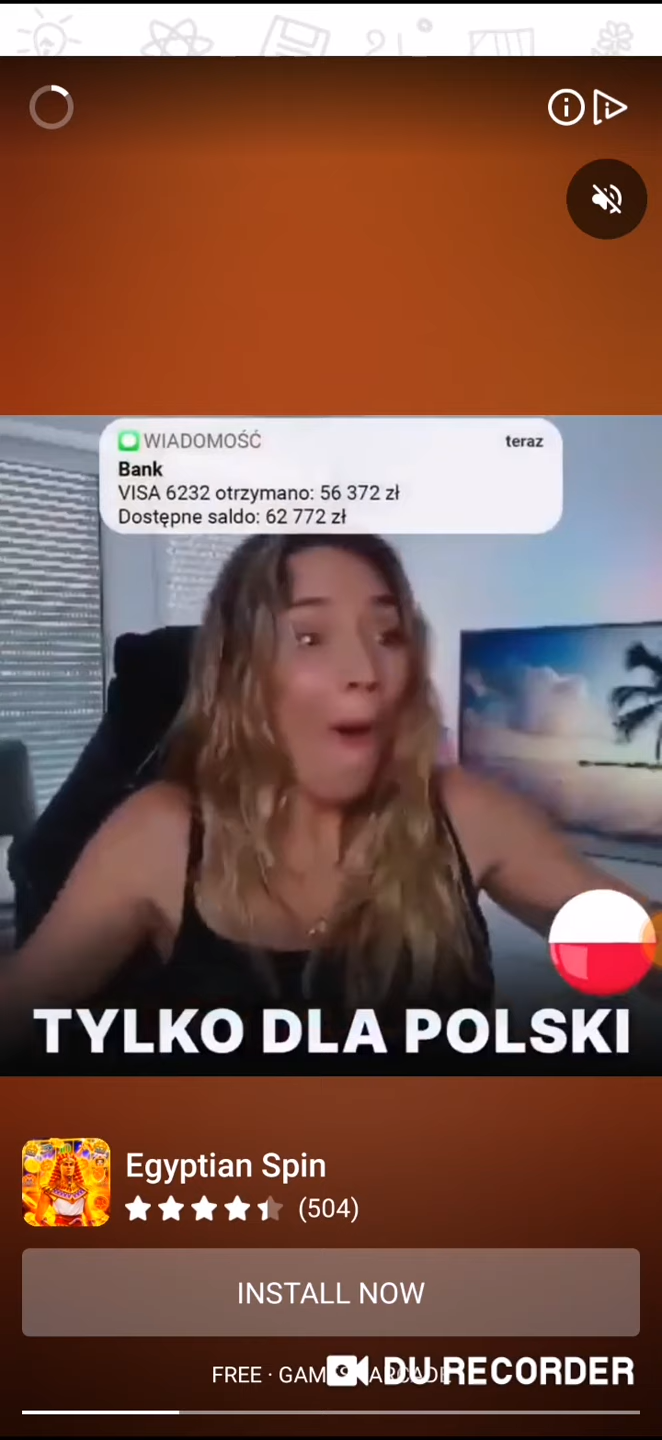 WIADOMOŚĆ teraz
Bank
VISA 6232 otrzymano: 56 372 zł
Dostępne saldo: 62 772 zł
TYLKO DLA POLSKI
Egyptian Spin
(504)
INSTALL NOW
FREE · GAMES
DU RECORDER